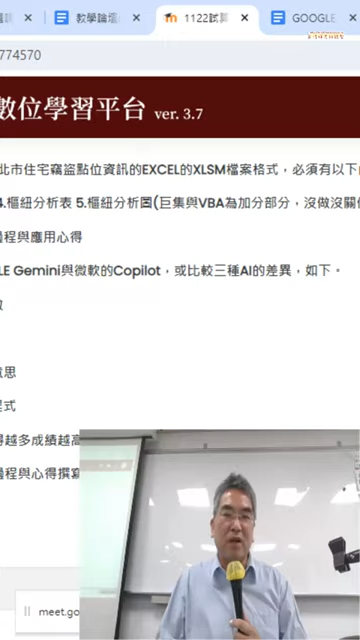 教學論壇
1122試算
GOOGLE
774570
數位學習平台 ver. 3.7
北市住宅竊盜點位資訊的EXCEL的XLSM檔案格式，必須有以下
4.樞紐分析表 5.樞紐分析圖(巨集與VBA為加分部分，沒做沒關係
過程與應用心得
LE Gemini與微軟的Copilot，或比較三種AI的差異，如下。
意思
程式
得越多成績越高
過程與心得撰寫
meet.go